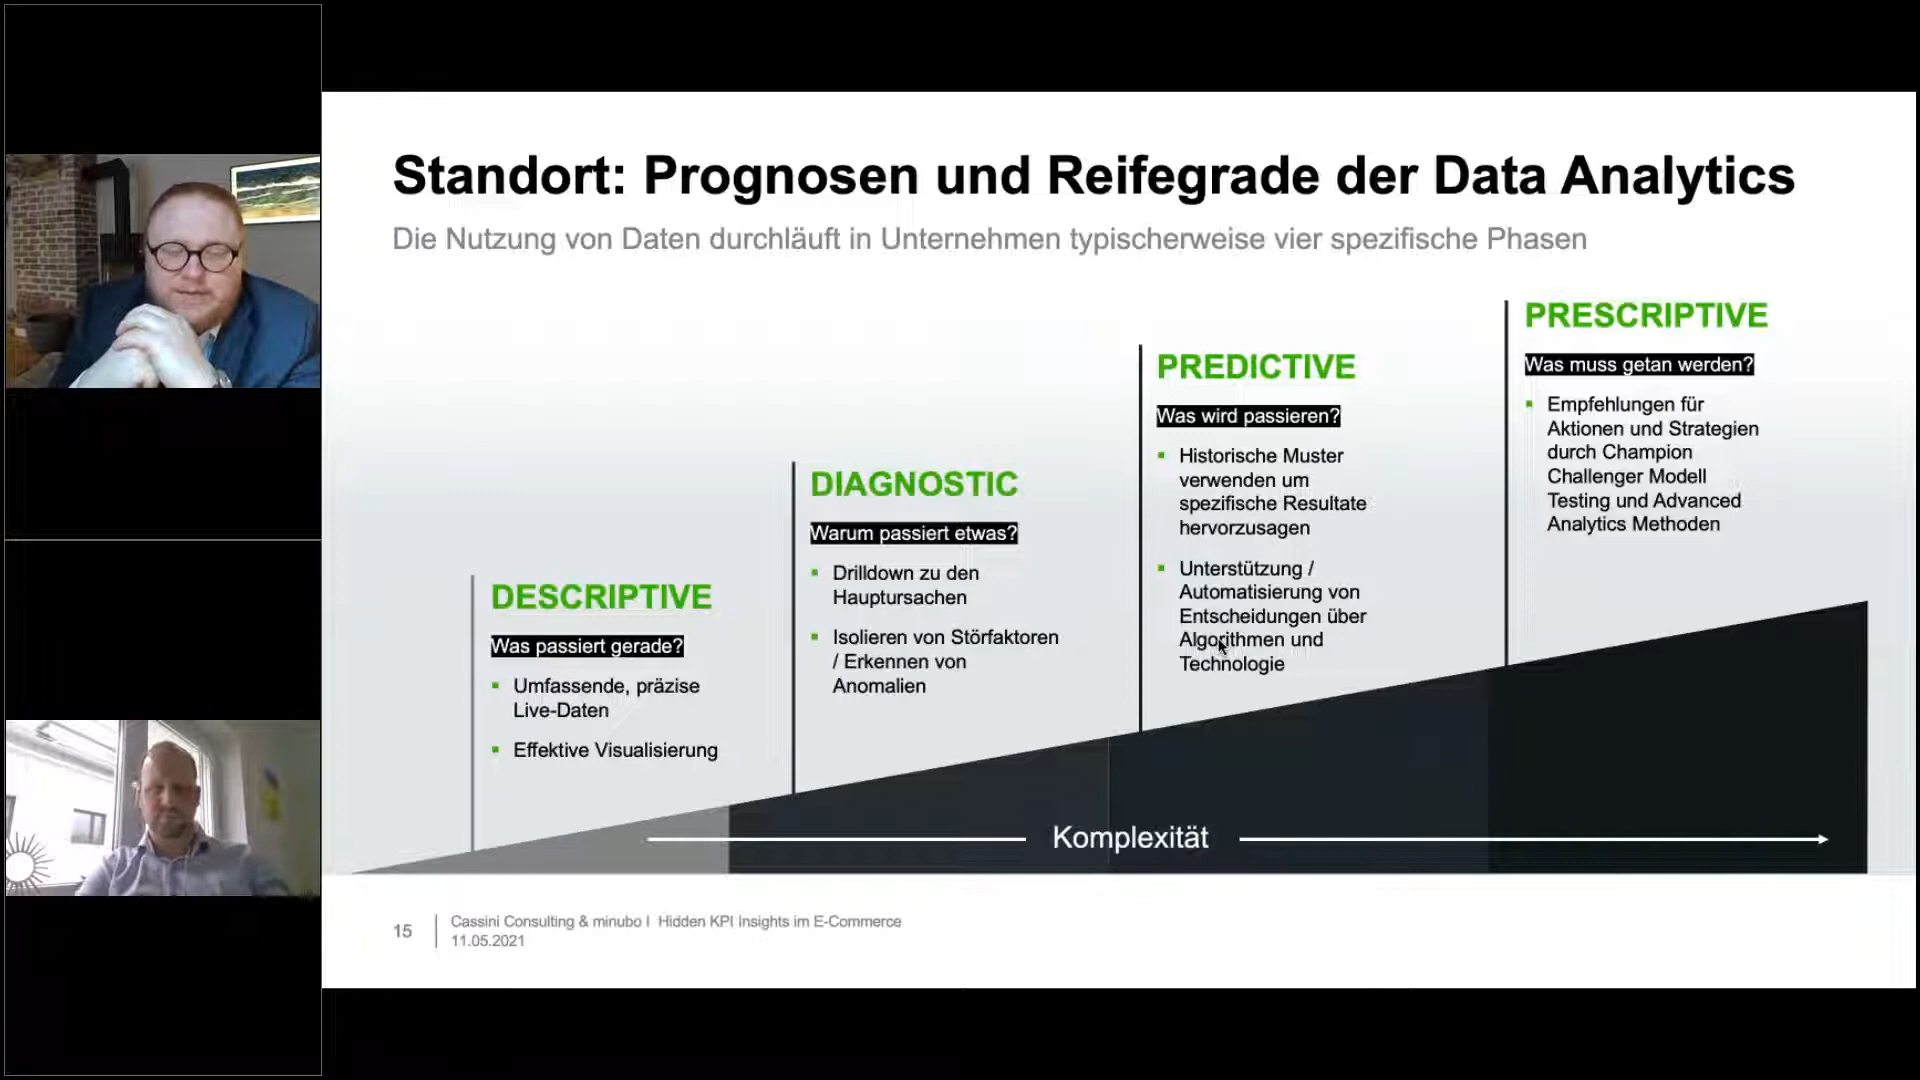 Standort: Prognosen und Reifegrade der Data Analytics
Die Nutzung von Daten durchläuft in Unternehmen typischerweise vier spezifische Phasen
DESCRIPTIVE
Was passiert gerade?
▪ Umfassende, präzise
Live-Daten
▪ Effektive Visualisierung
DIAGNOSTIC
Warum passiert etwas?
▪ Drilldown zu den
Hauptursachen
▪ Isolieren von Störfaktoren
/ Erkennen von
Anomalien
PREDICTIVE
Was wird passieren?
▪ Historische Muster
verwenden um
spezifische Resultate
hervorzusagen
▪ Unterstützung /
Automatisierung von
Entscheidungen über
Algorithmen und
Technologie
PRESCRIPTIVE
Was muss getan werden?
▪ Empfehlungen für
Aktionen und Strategien
durch Champion
Challenger Modell
Testing und Advanced
Analytics Methoden
Komplexität
15
Cassini Consulting & minubo I Hidden KPI Insights im E-Commerce
11.05.2021